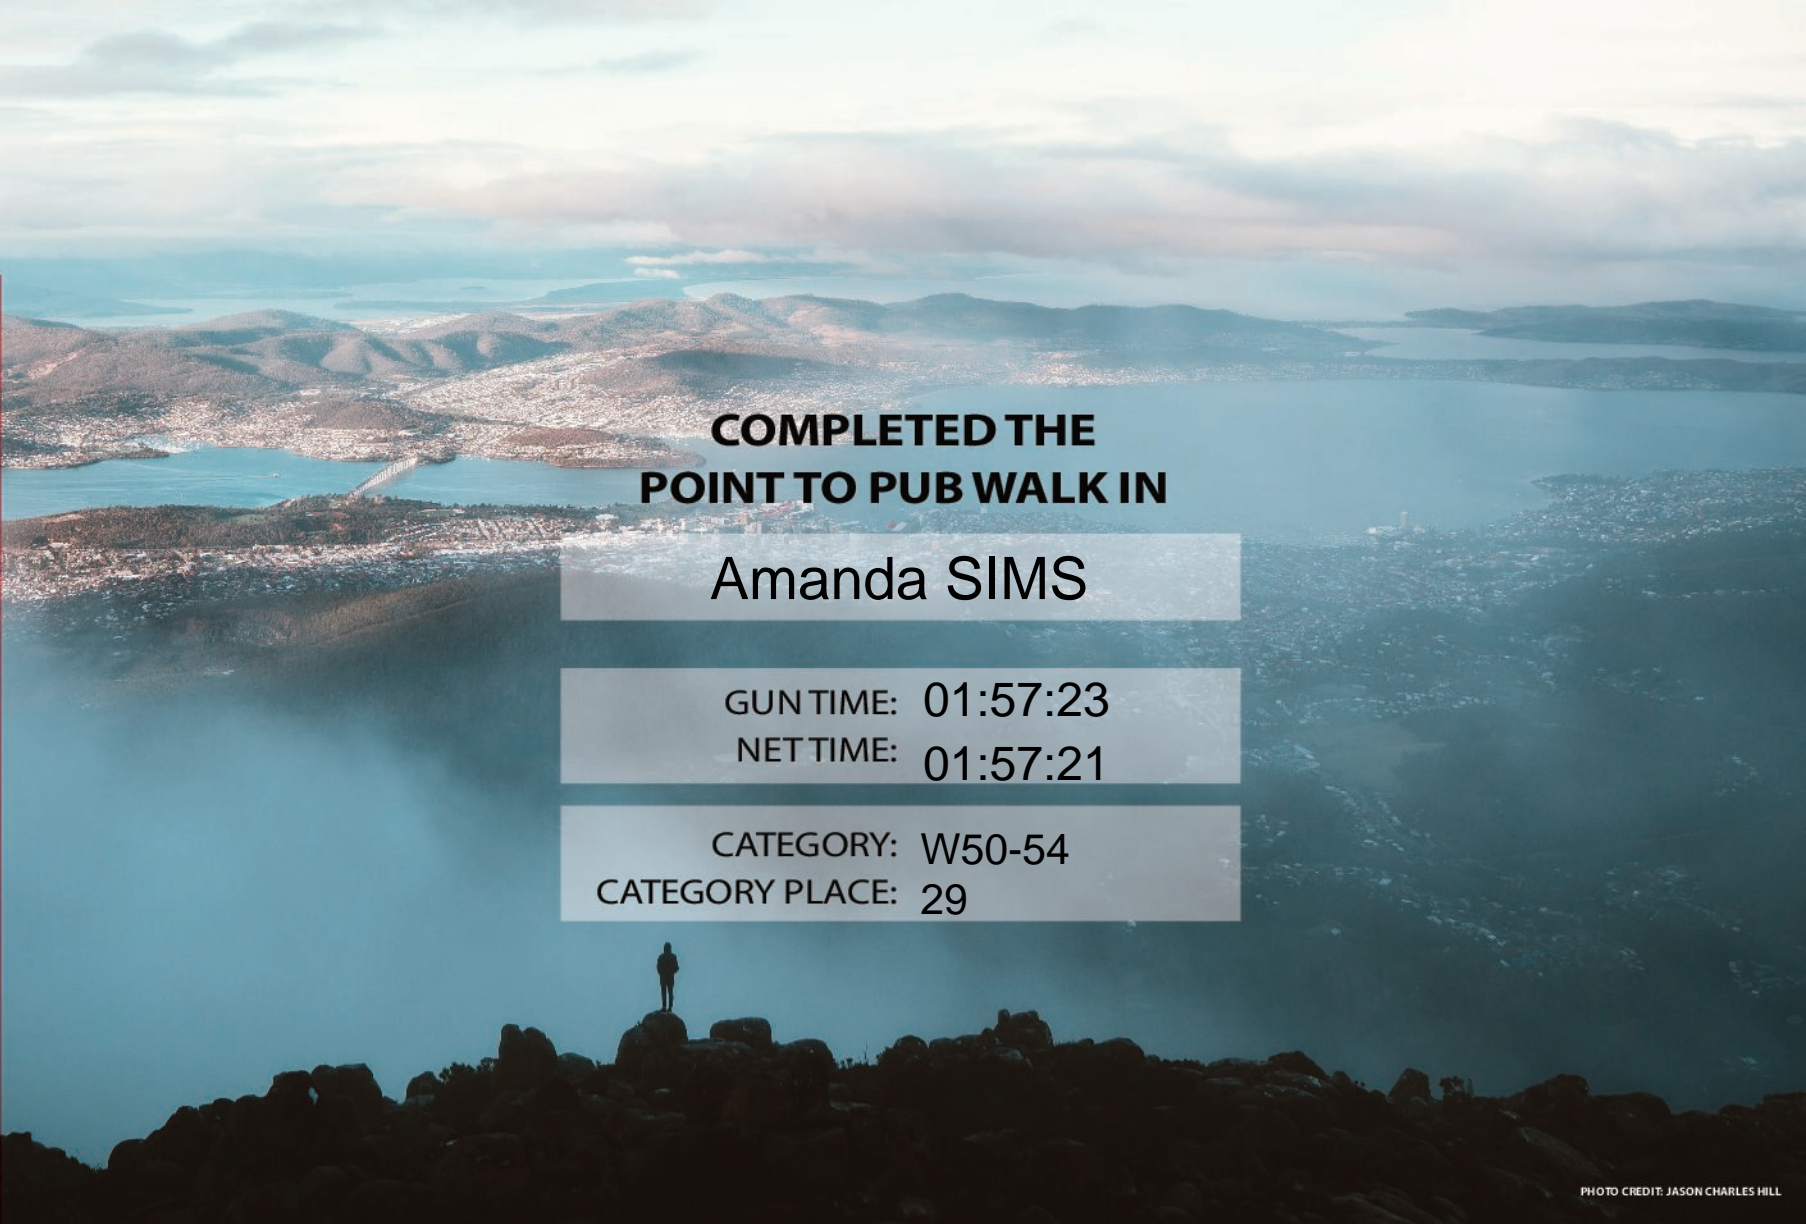 COMPLETED THE
POINT TO PUB WALK IN
Amanda SIMS
GUN TIME: 01:57:23
NET TIME: 01:57:21
CATEGORY: W50-54
CATEGORY PLACE: 29
PHOTO CREDIT: JASON CHARLES HILL